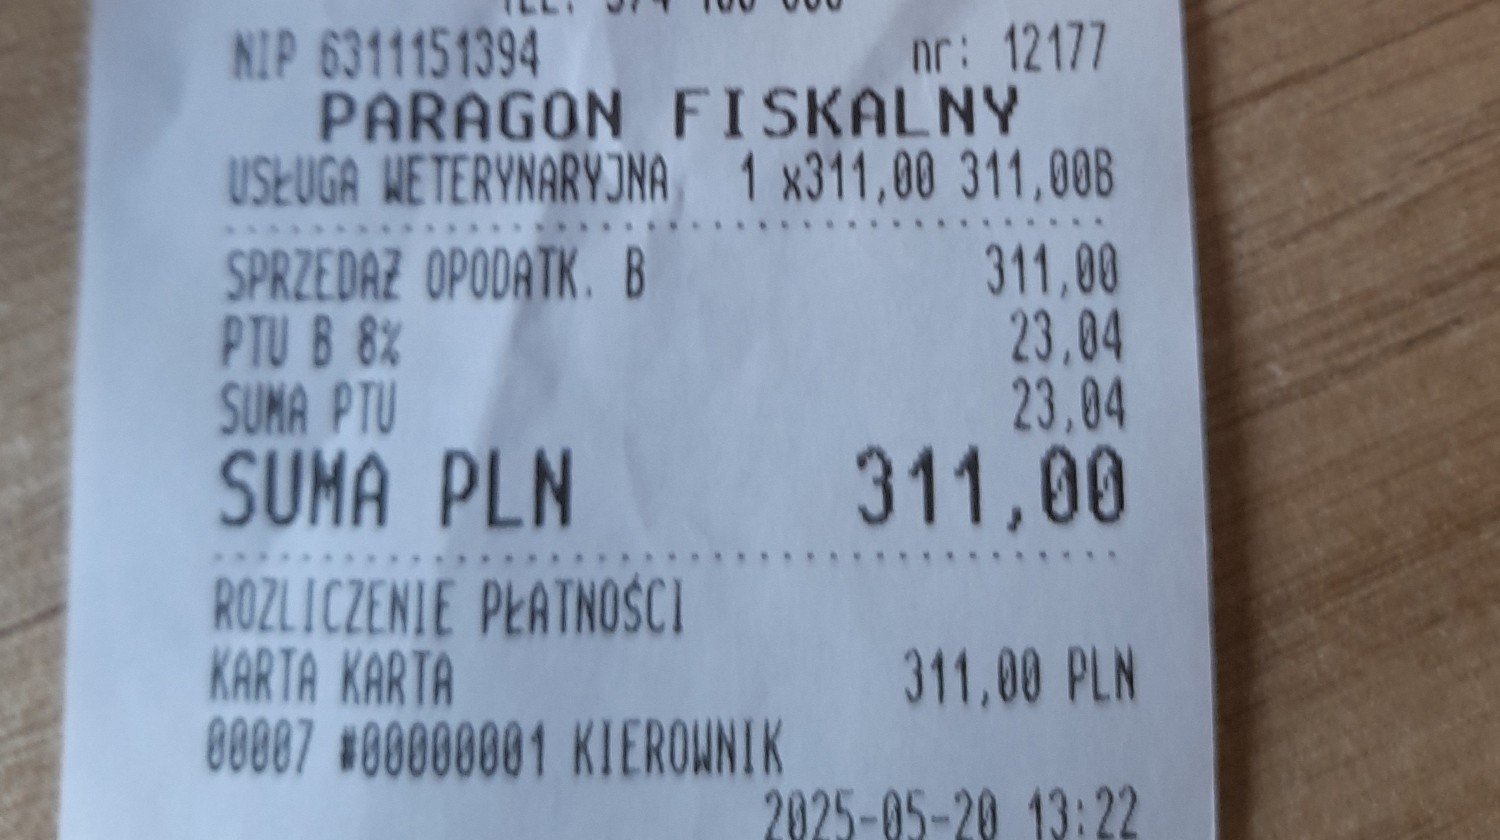 NIP 6311151394 nr: 12177
PARAGON FISKALNY
USŁUGA WETERYNARYJNA 1 x311,00 311,00B
SPRZEDAŻ OPODATK. B 311,00
PTU B 8% 23,04
SUMA PTU 23,04
SUMA PLN 311,00
ROZLICZENIE PŁATNOŚCI
KARTA KARTA 311,00 PLN
00007 #00000001 KIEROWNIK
2025-05-20 13:22